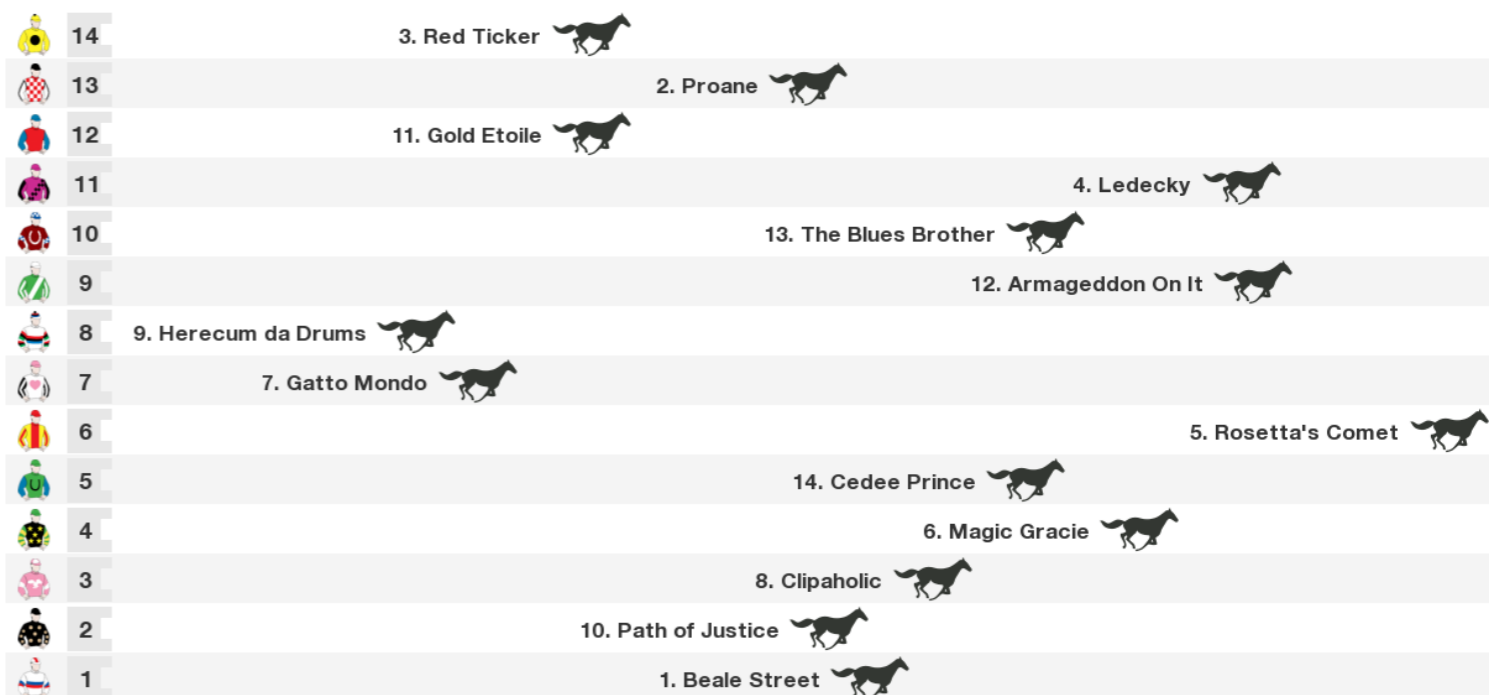 14 3. Red Ticker
13 2. Proane
12 11. Gold Etoile
11 4. Ledecky
10 13. The Blues Brother
9 12. Armageddon On It
8 9. Herecum da Drums
7 7. Gatto Mondo
6 5. Rosetta's Comet
5 14. Cedee Prince
4 6. Magic Gracie
3 8. Clipaholic
2 10. Path of Justice
1 1. Beale Street